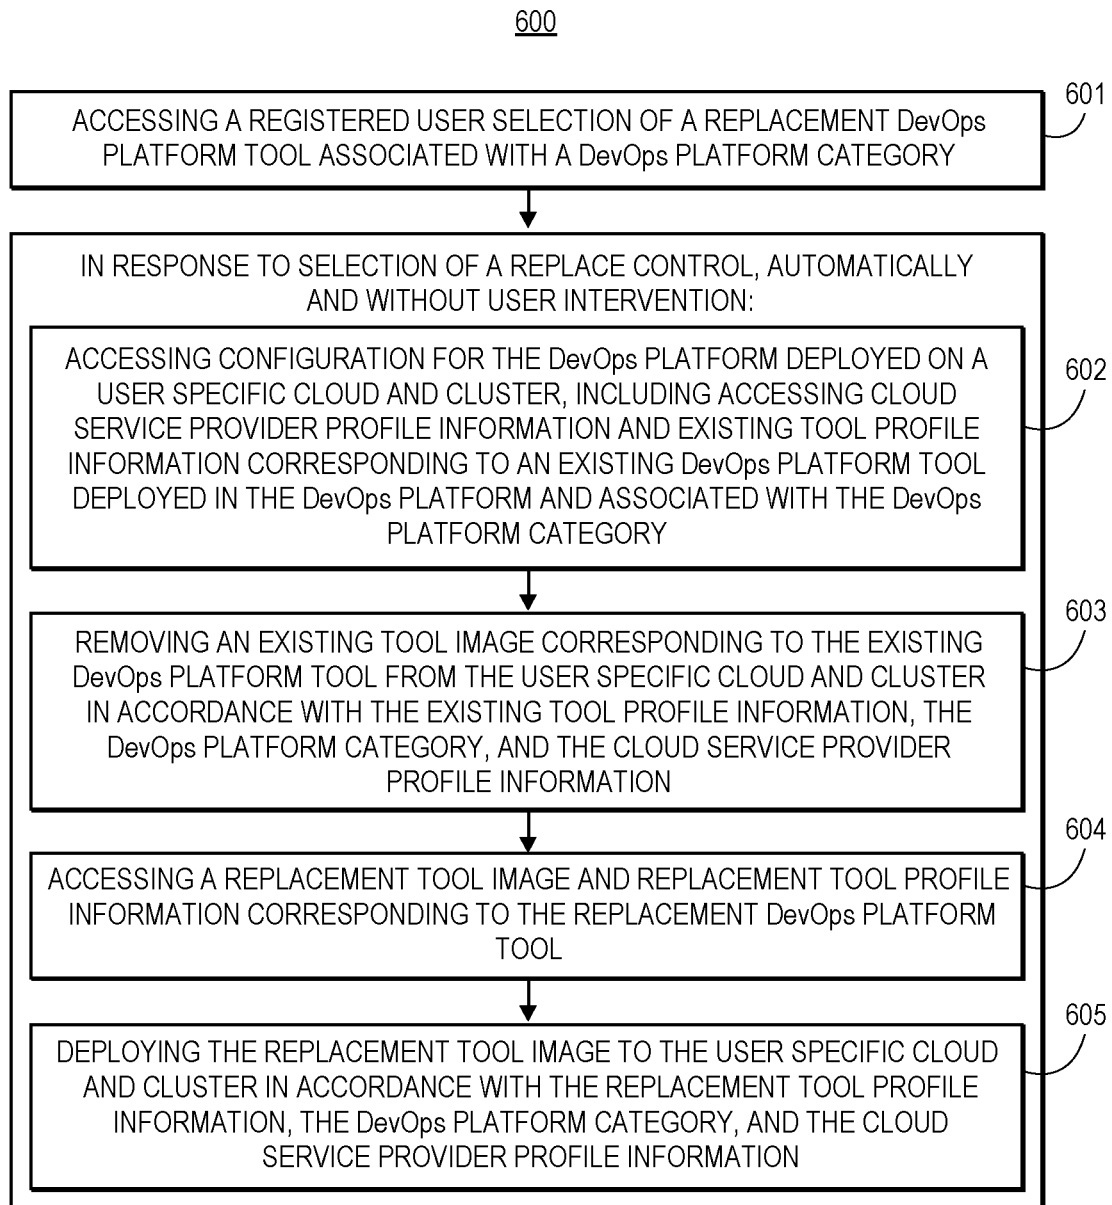 600
601
ACCESSING A REGISTERED USER SELECTION OF A REPLACEMENT DevOps
PLATFORM TOOL ASSOCIATED WITH A DevOps PLATFORM CATEGORY
IN RESPONSE TO SELECTION OF A REPLACE CONTROL, AUTOMATICALLY
AND WITHOUT USER INTERVENTION:
602
ACCESSING CONFIGURATION FOR THE DevOps PLATFORM DEPLOYED ON A
USER SPECIFIC CLOUD AND CLUSTER, INCLUDING ACCESSING CLOUD
SERVICE PROVIDER PROFILE INFORMATION AND EXISTING TOOL PROFILE
INFORMATION CORRESPONDING TO AN EXISTING DevOps PLATFORM TOOL
DEPLOYED IN THE DevOps PLATFORM AND ASSOCIATED WITH THE DevOps
PLATFORM CATEGORY
603
REMOVING AN EXISTING TOOL IMAGE CORRESPONDING TO THE EXISTING
DevOps PLATFORM TOOL FROM THE USER SPECIFIC CLOUD AND CLUSTER
IN ACCORDANCE WITH THE EXISTING TOOL PROFILE INFORMATION, THE
DevOps PLATFORM CATEGORY, AND THE CLOUD SERVICE PROVIDER
PROFILE INFORMATION
604
ACCESSING A REPLACEMENT TOOL IMAGE AND REPLACEMENT TOOL PROFILE
INFORMATION CORRESPONDING TO THE REPLACEMENT DevOps PLATFORM
TOOL
605
DEPLOYING THE REPLACEMENT TOOL IMAGE TO THE USER SPECIFIC CLOUD
AND CLUSTER IN ACCORDANCE WITH THE REPLACEMENT TOOL PROFILE
INFORMATION, THE DevOps PLATFORM CATEGORY, AND THE CLOUD
SERVICE PROVIDER PROFILE INFORMATION